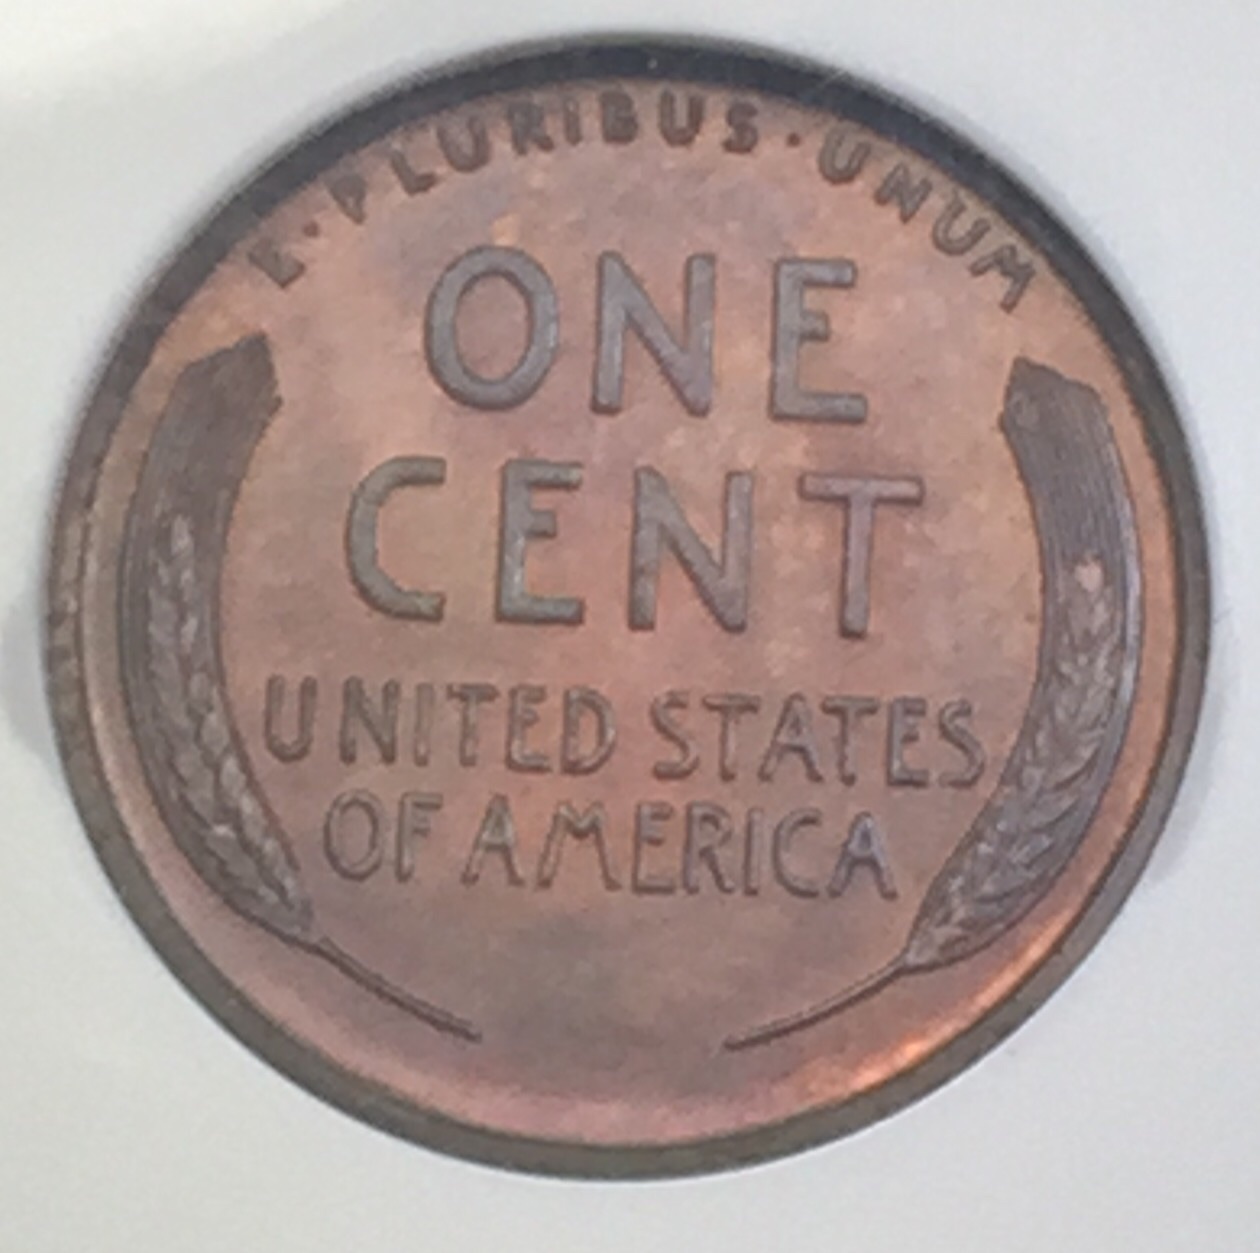 E·PLURIBUS·UNUM
ONE
CENT
UNITED STATES
OF AMERICA